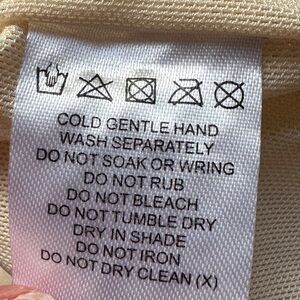 COLD GENTLE HAND
WASH SEPARATELY
DO NOT SOAK OR WRING
DO NOT RUB
DO NOT BLEACH
DO NOT TUMBLE DRY
DRY IN SHADE
DO NOT IRON
DO NOT DRY CLEAN (X)